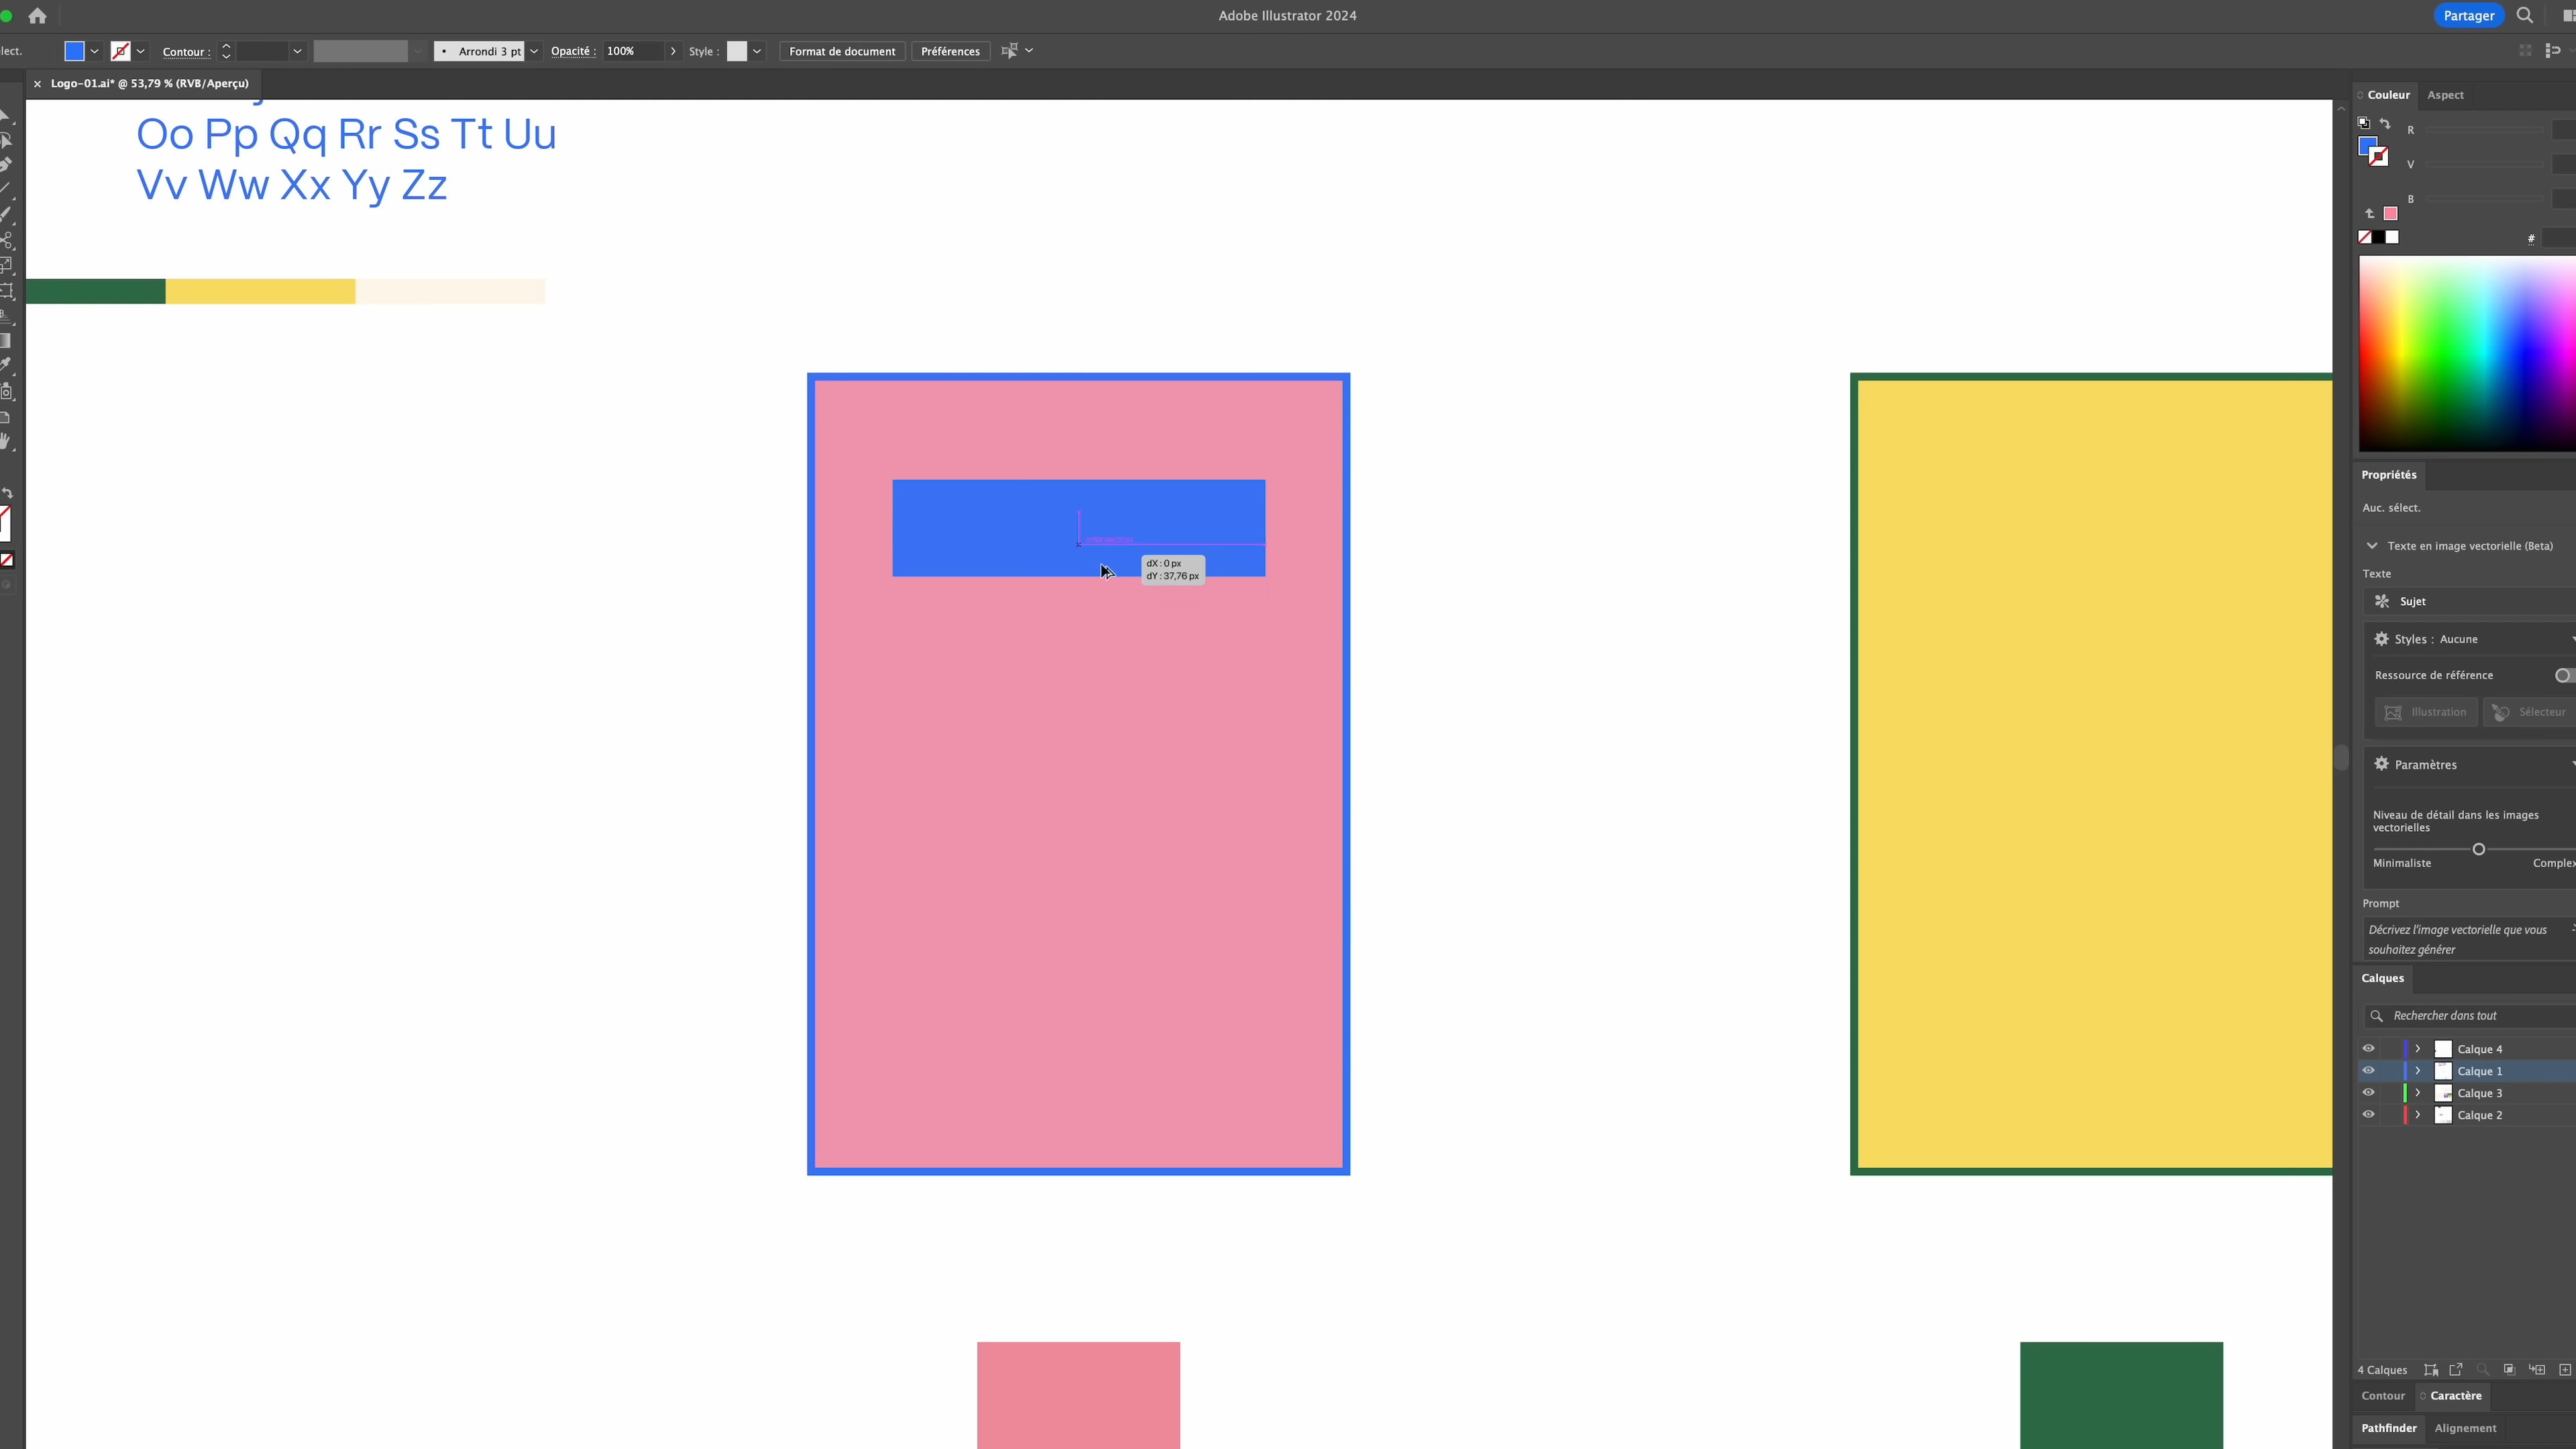 Adobe Illustrator 2024
Partager
lect.
Contour :
Arrondi 3 pt
Opacité : 100%
Style :
Format de document
Préférences
Logo-01.ai* @ 53,79 % (RVB/Aperçu)
Oo Pp Qq Rr Ss Tt Uu
Vv Ww Xx Yy Zz
dX : 0 px
dY : 37,76 px
Couleur
Aspect
R
V
B
#
Propriétés
Auc. sélect.
Texte en image vectorielle (Beta)
Texte
Sujet
Styles : Aucune
Ressource de référence
Illustration
Sélecteur
Paramètres
Niveau de détail dans les images
vectorielles
Minimaliste
Complex
Prompt
Décrivez l'image vectorielle que vous
souhaitez générer
Calques
Rechercher dans tout
Calque 4
Calque 1
Calque 3
Calque 2
4 Calques
Contour
Caractère
Pathfinder
Alignement